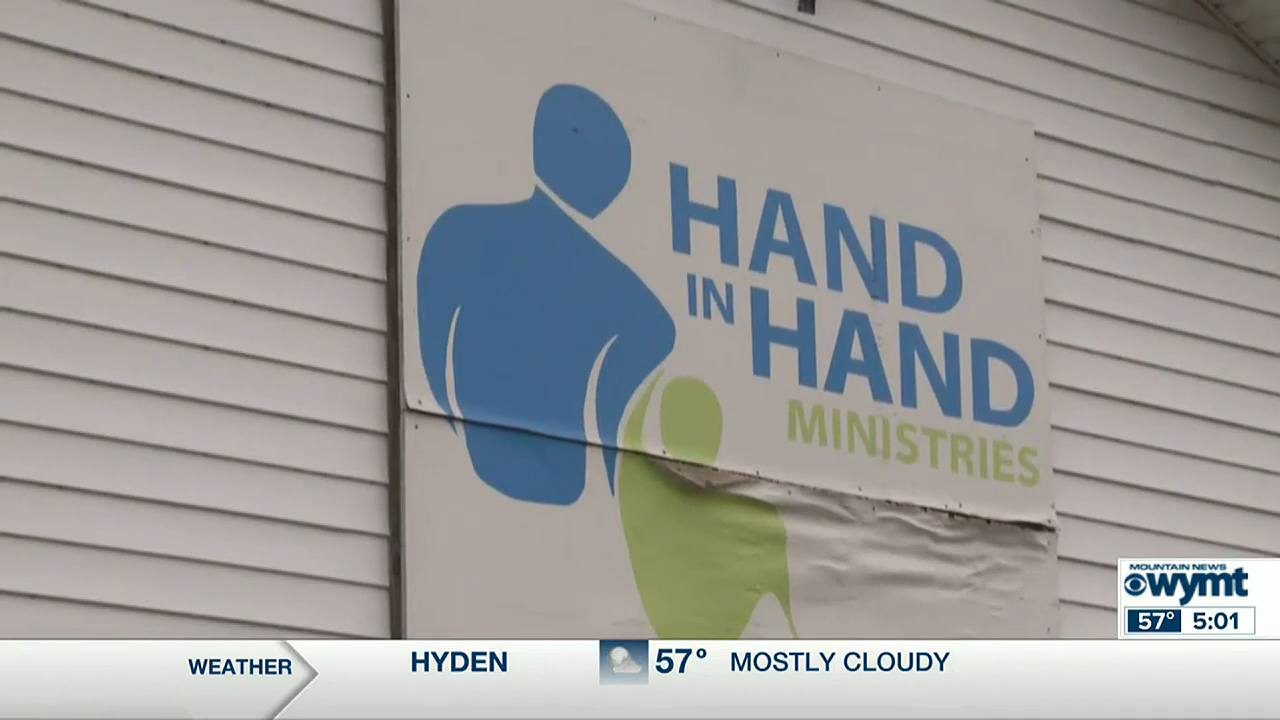 HAND
IN HAND
MINISTRIES
MOUNTAIN NEWS
wymt
57° 5:01
WEATHER
HYDEN 57° MOSTLY CLOUDY